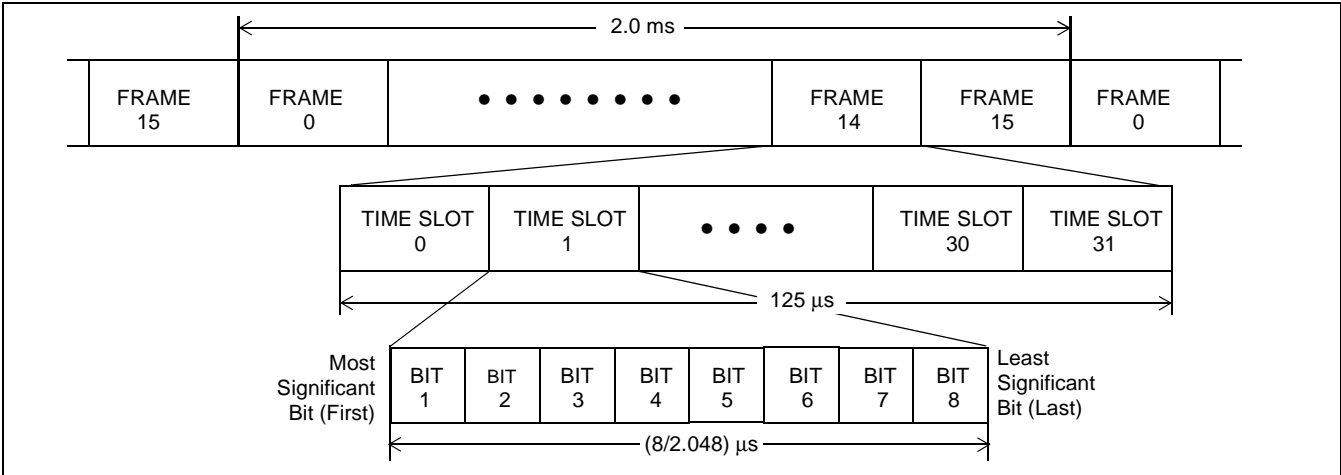 2.0 ms
FRAME
15
FRAME
0
FRAME
14
FRAME
15
FRAME
0
TIME SLOT
0
TIME SLOT
1
TIME SLOT
30
TIME SLOT
31
125 μs
Most
Significant
Bit (First)
BIT
1
BIT
2
BIT
3
BIT
4
BIT
5
BIT
6
BIT
7
BIT
8
Least
Significant
Bit (Last)
(8/2.048) μs